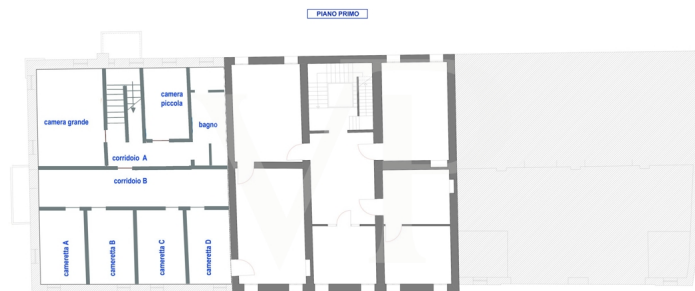 PIANO PRIMO
camera
piccola
camera grande
bagno
corridoio A
corridoio B
cameretta A
cameretta B
cameretta C
cameretta D